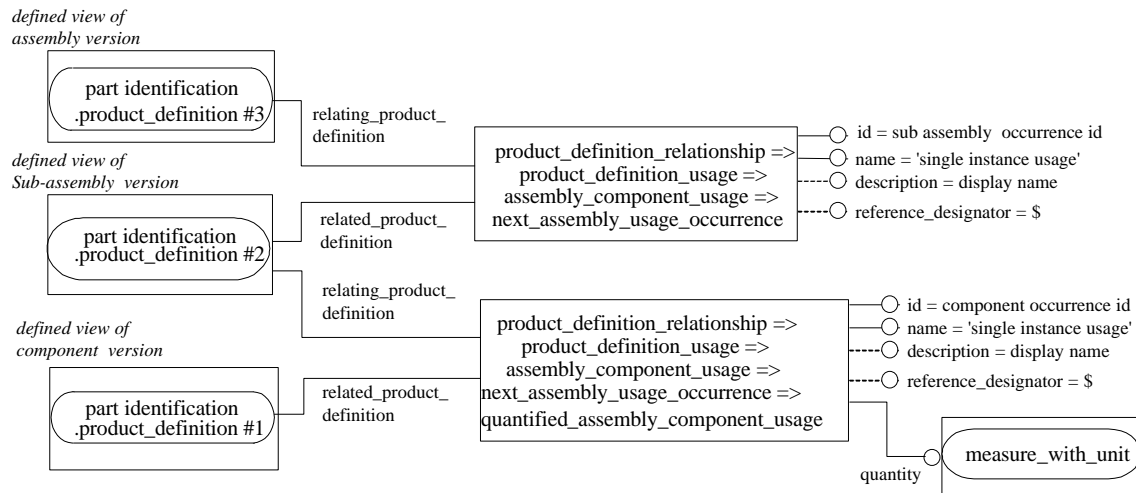 defined view of
assembly version
part identification
.product_definition #3
relating_product_
definition
product_definition_relationship =>
product_definition_usage =>
assembly_component_usage =>
next_assembly_usage_occurrence
id = sub assembly occurrence id
name = 'single instance usage'
description = display name
reference_designator = $
defined view of
Sub-assembly version
part identification
.product_definition #2
related_product_
definition
relating_product_
definition
product_definition_relationship =>
product_definition_usage =>
assembly_component_usage =>
next_assembly_usage_occurrence =>
quantified_assembly_component_usage
id = component occurrence id
name = 'single instance usage'
description = display name
reference_designator = $
defined view of
component version
part identification
.product_definition #1
related_product_
definition
quantity
measure_with_unit